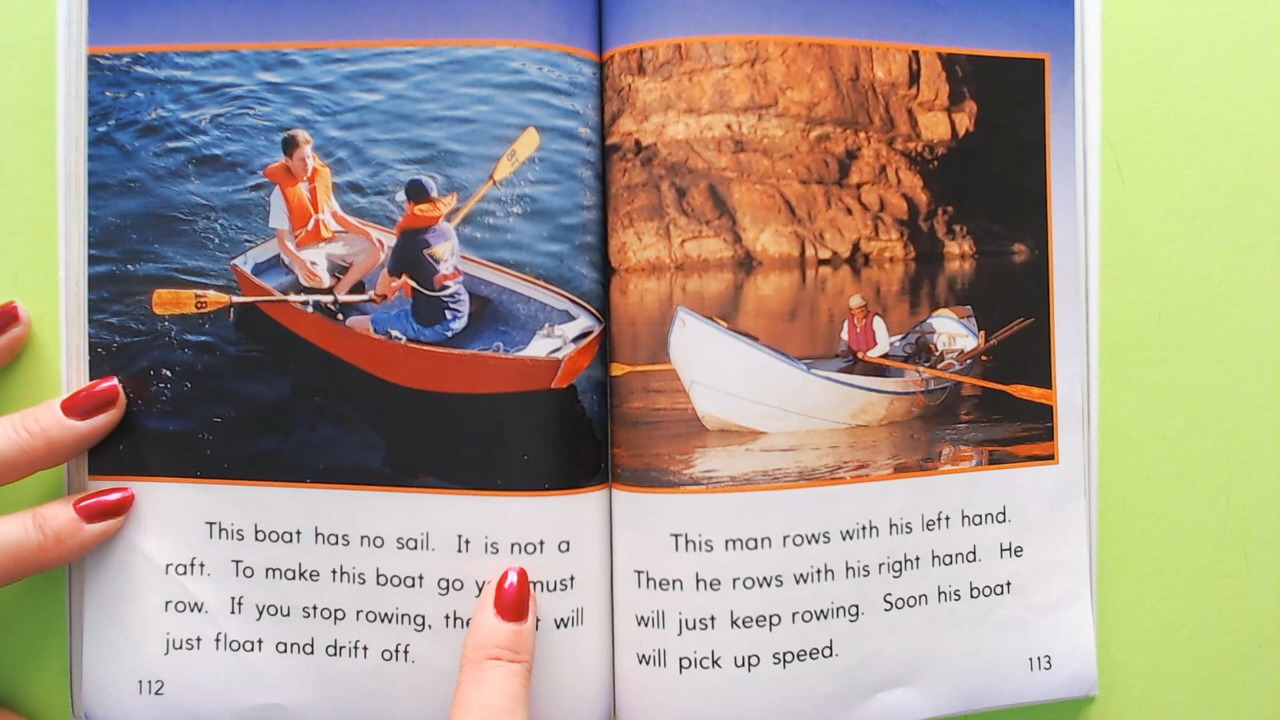 This boat has no sail. It is not a
raft. To make this boat go must
row. If you stop rowing, will
just float and drift off.
112
This man rows with his left hand.
Then he rows with his right hand. He
will just keep rowing. Soon his boat
will pick up speed.
113